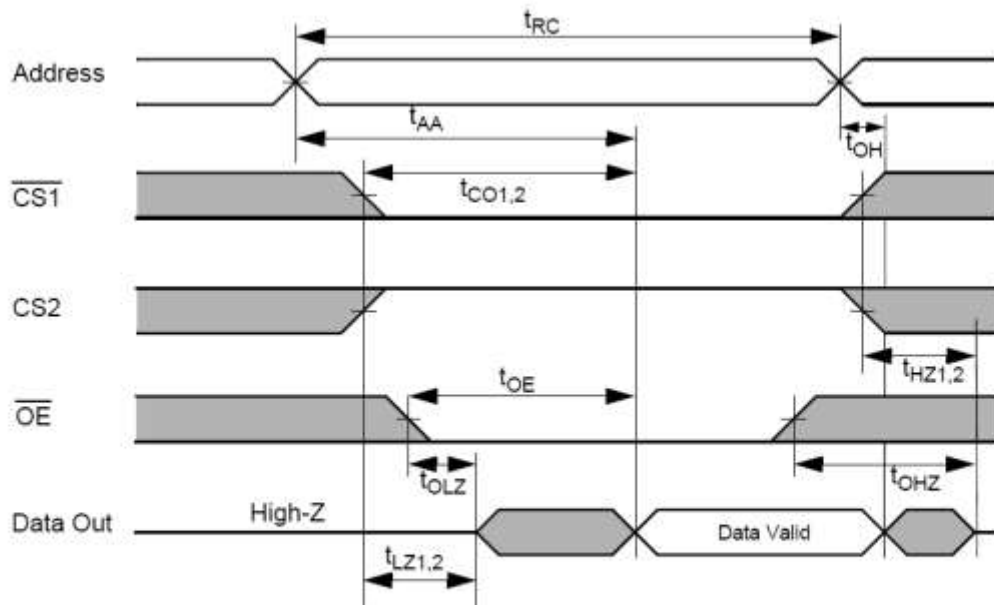 tRC
Address
tAA
tOH
CS1
tCO1,2
CS2
tHZ1,2
tOE
OE
tOLZ
tOHZ
High-Z
Data Out
Data Valid
tLZ1,2